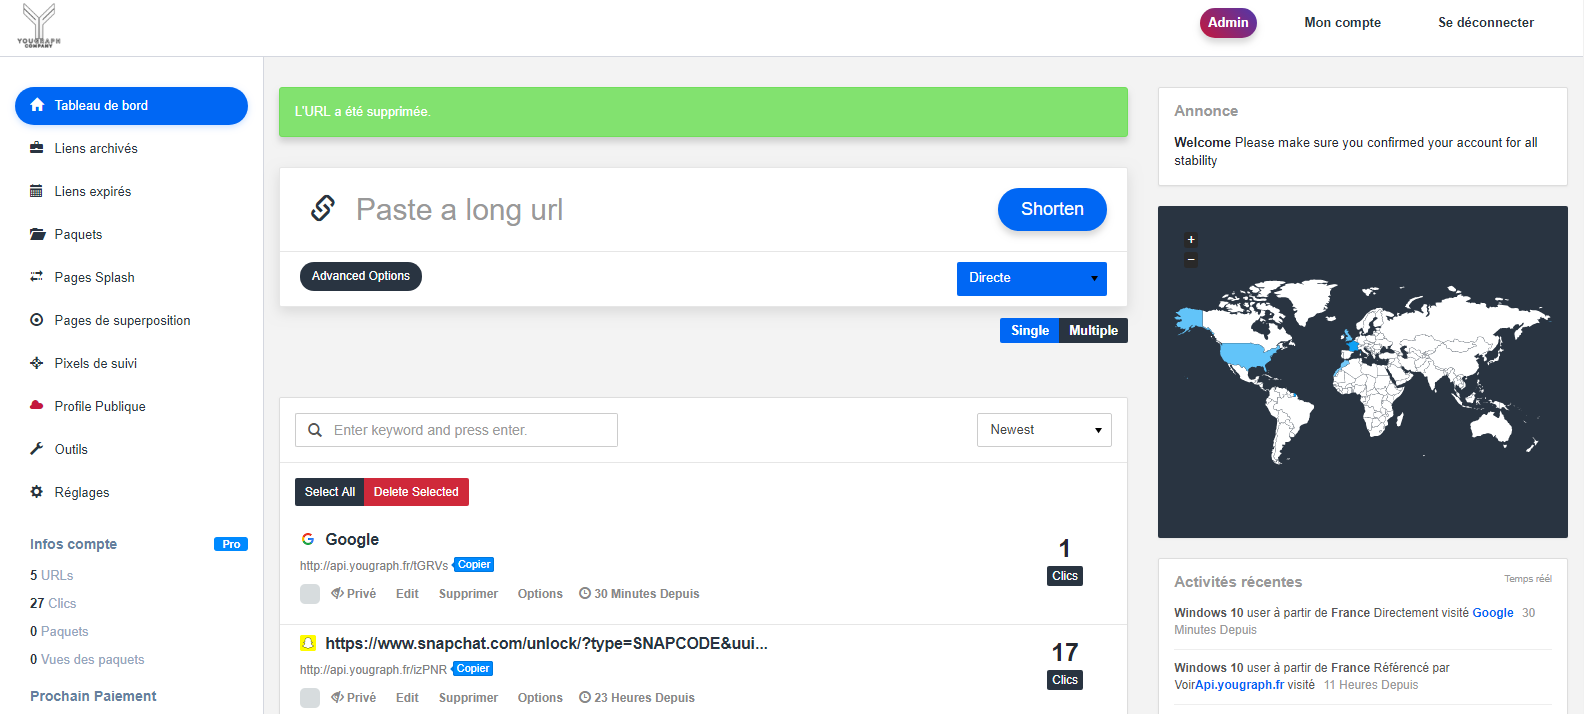 YOUGRAPH
COMPANY
Admin
Mon compte
Se déconnecter
Tableau de bord
Liens archivés
Liens expirés
Paquets
Pages Splash
Pages de superposition
Pixels de suivi
Profile Publique
Outils
Réglages
Infos compte
Pro
5 URLs
27 Clics
0 Paquets
0 Vues des paquets
Prochain Paiement
L'URL a été supprimée.
Paste a long url
Shorten
Advanced Options
Directe
Single
Multiple
Enter keyword and press enter.
Newest
Select All
Delete Selected
Google
http://api.yougraph.fr/tGRVs
Copier
Privé
Edit
Supprimer
Options
30 Minutes Depuis
1
Clics
https://www.snapchat.com/unlock/?type=SNAPCODE&uui...
http://api.yougraph.fr/izPNR
Copier
Privé
Edit
Supprimer
Options
23 Heures Depuis
17
Clics
Annonce
Welcome Please make sure you confirmed your account for all
stability
+
−
Activités récentes
Temps réél
Windows 10 user à partir de France Directement visité Google 30
Minutes Depuis
Windows 10 user à partir de France Référencé par
VoirApi.yougraph.fr visité 11 Heures Depuis